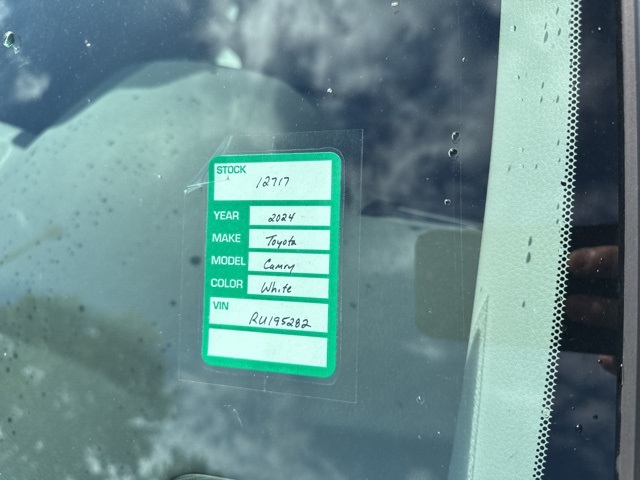 STOCK
12717
YEAR 2024
MAKE Toyota
MODEL Camry
COLOR White
VIN
RU195282